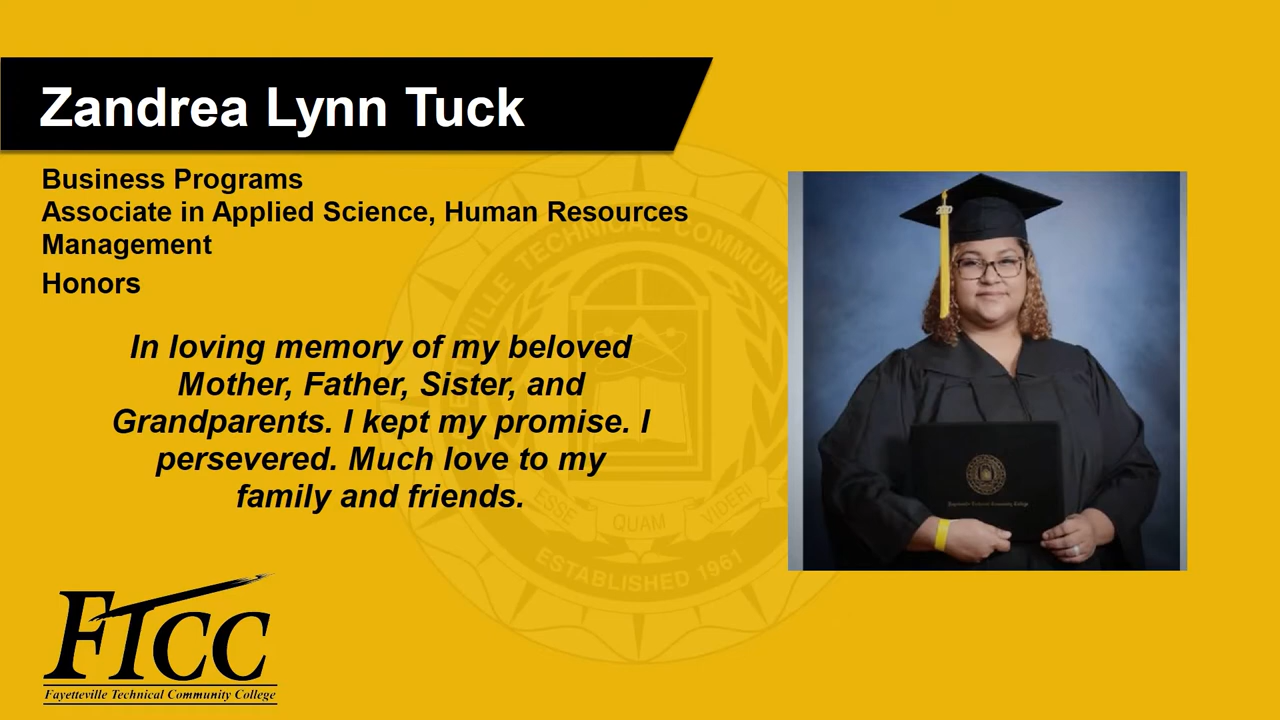 Zandrea Lynn Tuck
Business Programs
Associate in Applied Science, Human Resources
Management
Honors
In loving memory of my beloved
Mother, Father, Sister, and
Grandparents. I kept my promise. I
persevered. Much love to my
family and friends.
TECHNICAL
ESSE QUAM VIDERI
ESTABLISHED 1961
FTCC
Fayetteville Technical Community College